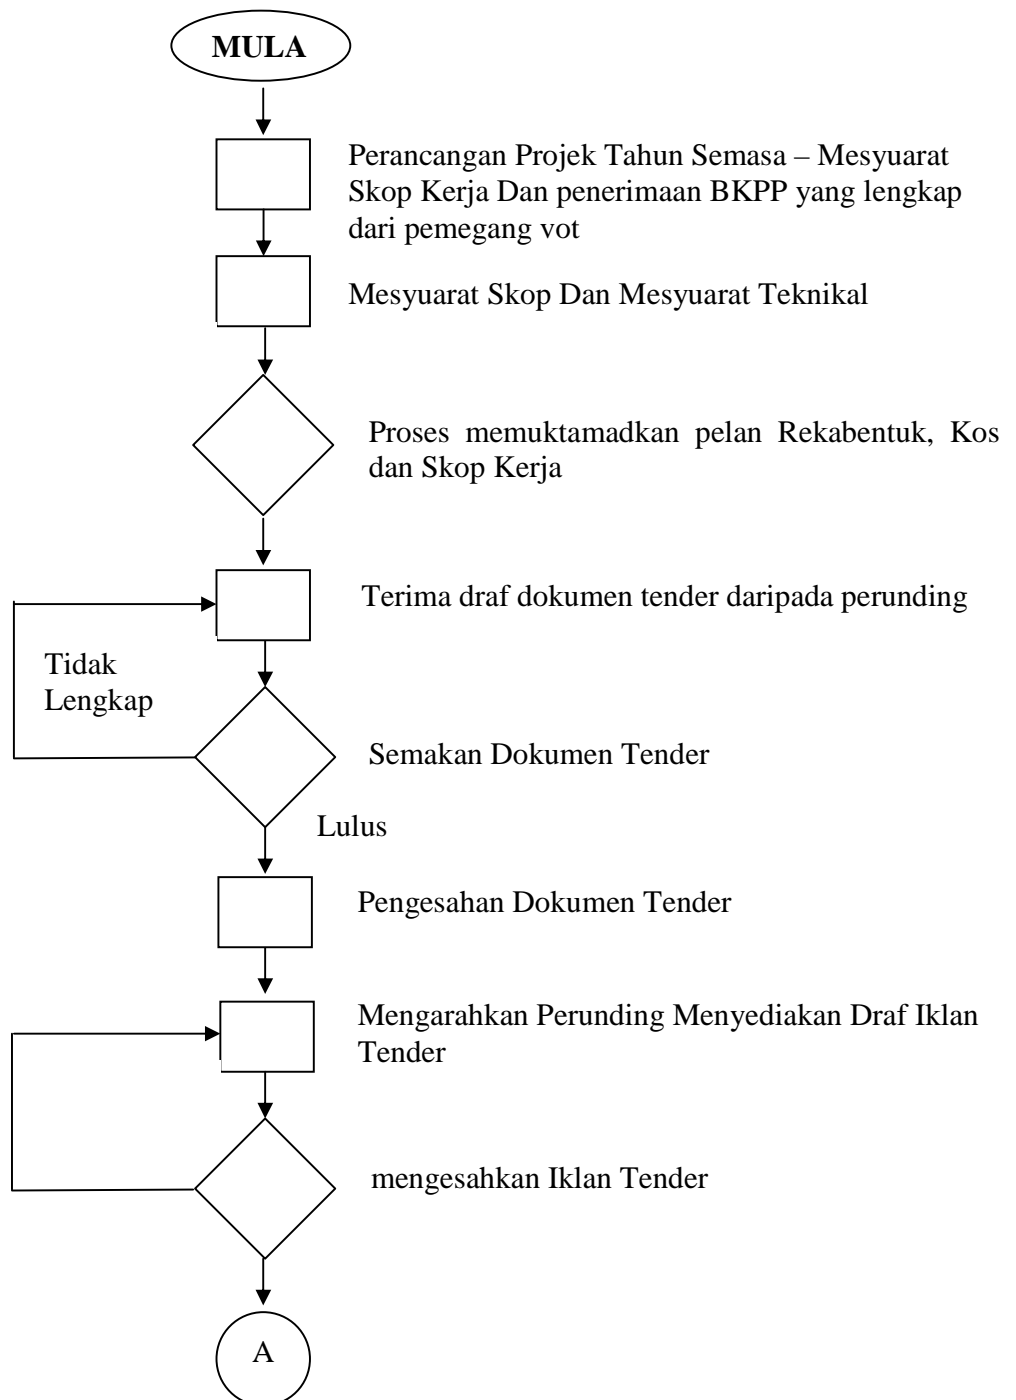 MULA
Perancangan Projek Tahun Semasa – Mesyuarat
Skop Kerja Dan penerimaan BKPP yang lengkap
dari pemegang vot
Mesyuarat Skop Dan Mesyuarat Teknikal
Proses memuktamadkan pelan Rekabentuk, Kos
dan Skop Kerja
Terima draf dokumen tender daripada perunding
Tidak
Lengkap
Semakan Dokumen Tender
Lulus
Pengesahan Dokumen Tender
Mengarahkan Perunding Menyediakan Draf Iklan
Tender
mengesahkan Iklan Tender
A